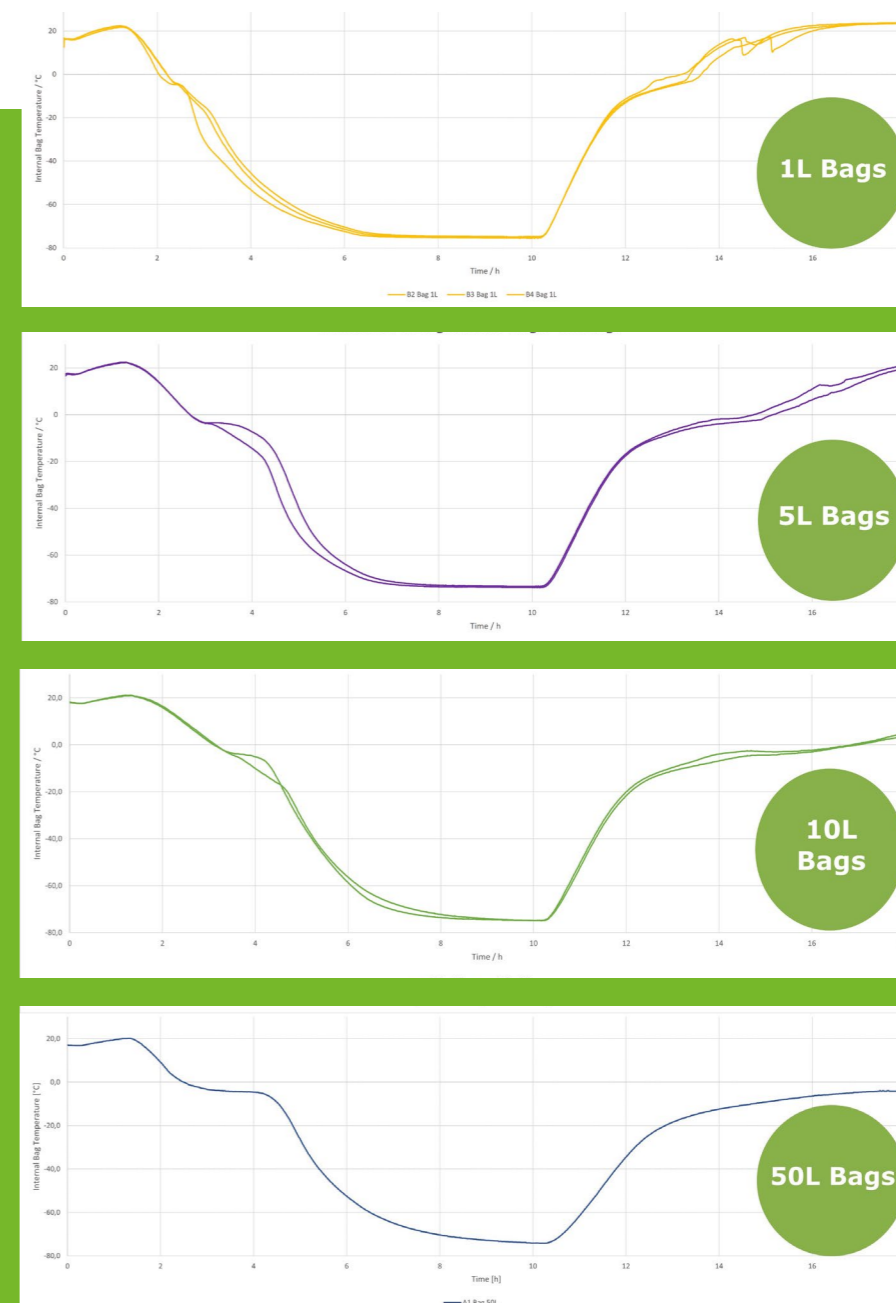 20
0
-20
-40
-60
-80
Internal Bag Temperature / °C
0 2 4 6 8 10 12 14 16
Time / h
B2 Bag 1L B3 Bag 1L B4 Bag 1L
1L Bags
20
0
-20
-40
-60
-80
Internal Bag Temperature / °C
0 2 4 6 8 10 12 14 16
Time / h
5L Bags
20,0
0,0
-20,0
-40,0
-60,0
-80,0
Internal Bag Temperature / °C
0 2 4 6 8 10 12 14 16
Time / h
10L
Bags
20,0
0,0
-20,0
-40,0
-60,0
-80,0
Internal Bag Temperature [°C]
0 2 4 6 8 10 12 14 16
Time [h]
A1 Bag 50L
50L Bags